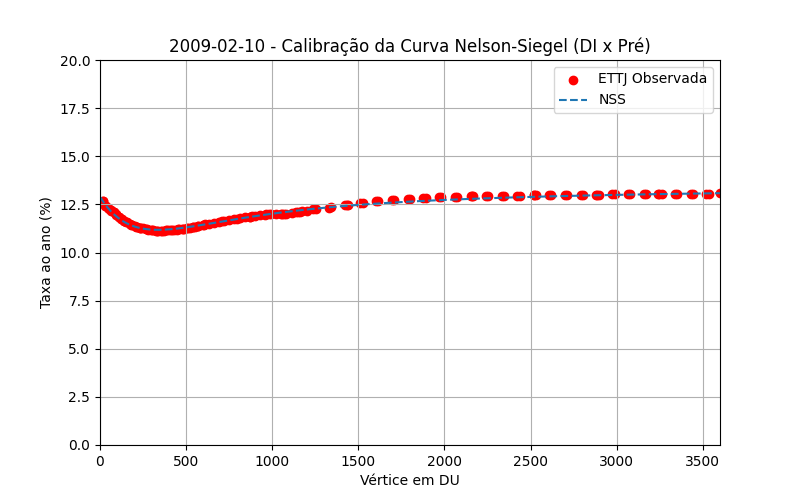 2009-02-10 - Calibração da Curva Nelson-Siegel (DI x Pré)
ETTJ Observada
NSS
Taxa ao ano (%)
20.0
17.5
15.0
12.5
10.0
7.5
5.0
2.5
0.0
0 500 1000 1500 2000 2500 3000 3500
Vértice em DU